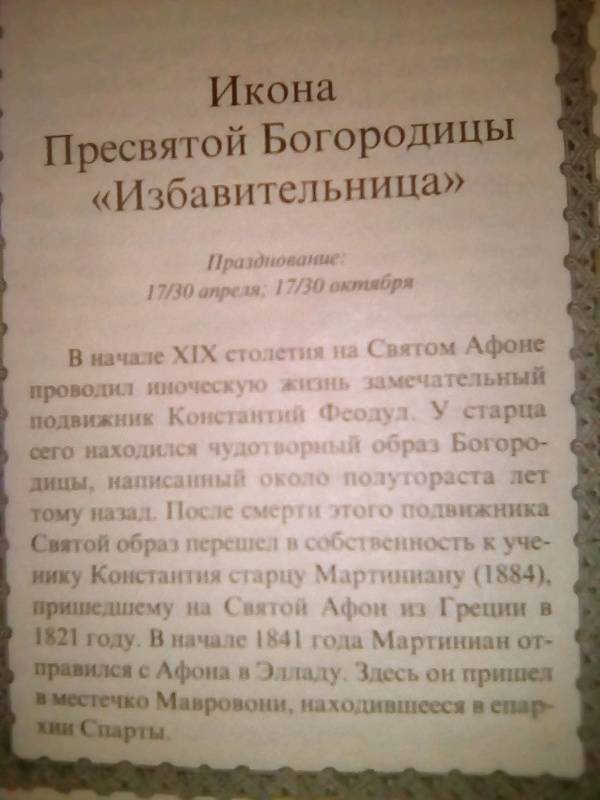 Икона
Пресвятой Богородицы
«Избавительница»
Празднование:
17/30 апреля; 17/30 октября
В начале XIX столетия на Святом Афоне
проводил иноческую жизнь замечательный
подвижник Константий Феодул. У старца
сего находился чудотворный образ Богоро-
дицы, написанный около полутораста лет
тому назад. После смерти этого подвижника
Святой образ перешел в собственность к уче-
нику Константия старцу Мартиниану (1884),
пришедшему на Святой Афон из Греции в
1821 году. В начале 1841 года Мартиниан от-
правился с Афона в Элладу. Здесь он пришел
в местечко Мавровони, находившееся в епар-
хии Спарты.